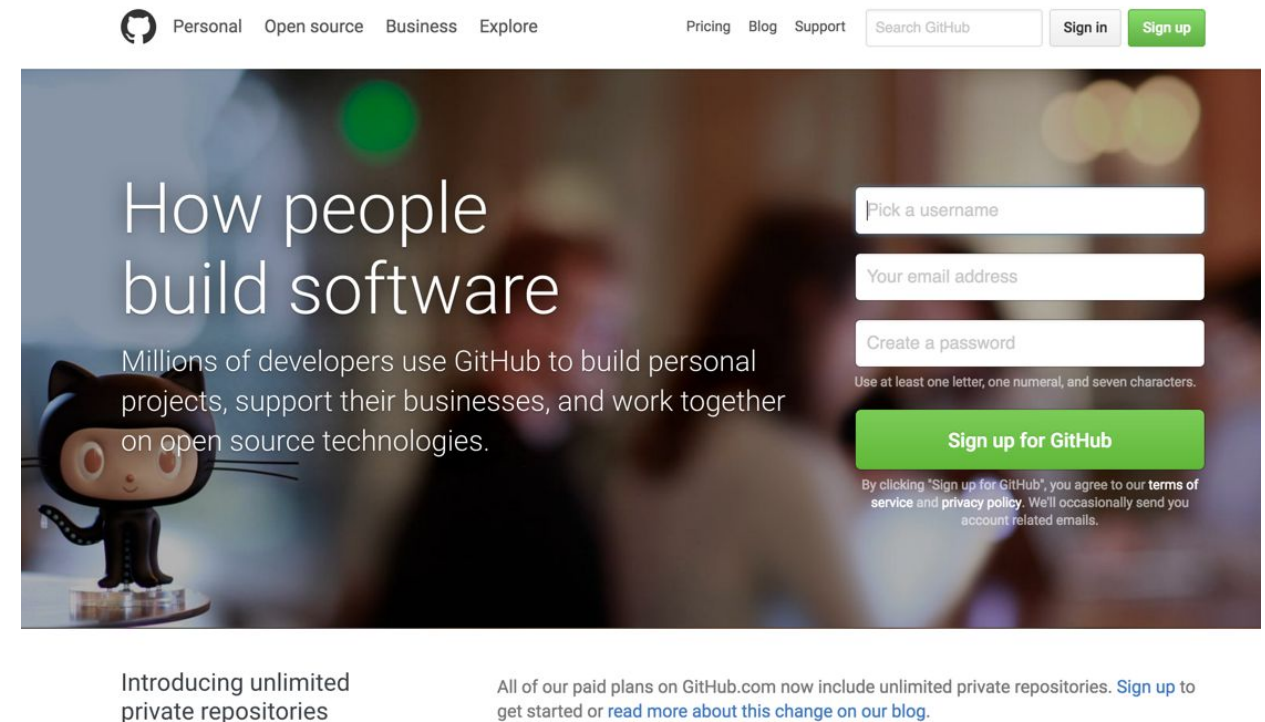 Personal Open source Business Explore Pricing Blog Support Search GitHub Sign in Sign up
How people
build software
Millions of developers use GitHub to build personal
projects, support their businesses, and work together
on open source technologies.
Pick a username
Your email address
Create a password
Use at least one letter, one numeral, and seven characters.
Sign up for GitHub
By clicking "Sign up for GitHub", you agree to our terms of
service and privacy policy. We'll occasionally send you
account related emails.
Introducing unlimited
private repositories
All of our paid plans on GitHub.com now include unlimited private repositories. Sign up to
get started or read more about this change on our blog.